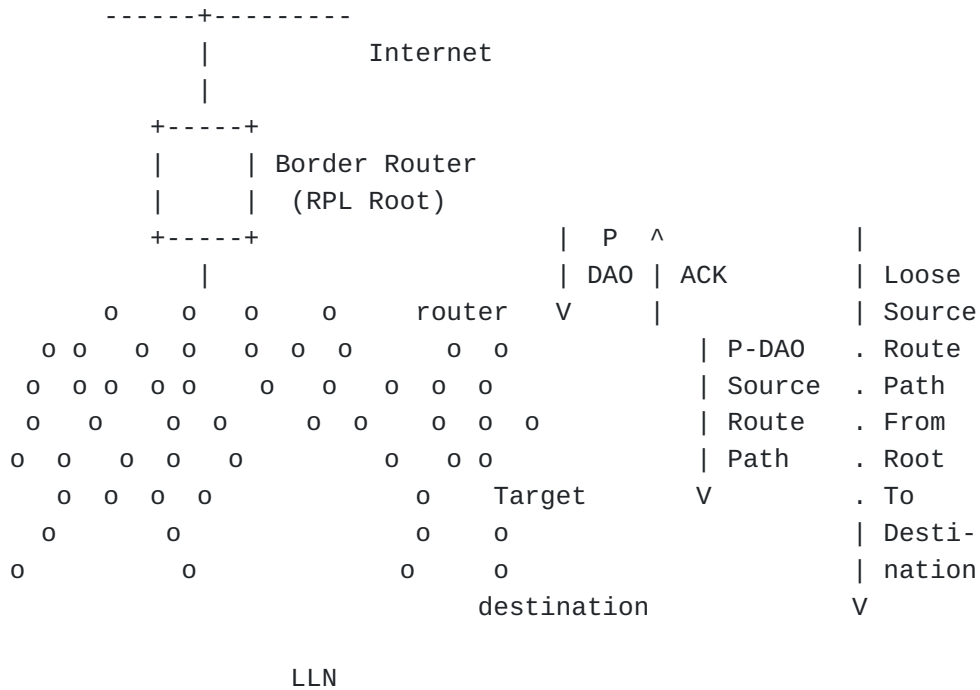 ------+---------
|          Internet
|
+-----+
|     | Border Router
|     |  (RPL Root)
+-----+                   |  P  ^            |
|                      | DAO | ACK        | Loose
o    o   o    o     router   V     |            | Source
o o   o  o   o  o  o      o  o            | P-DAO   . Route
o  o o  o o    o   o   o  o  o             | Source  . Path
o   o    o  o     o  o    o  o  o          | Route   . From
o  o   o  o   o         o   o o             | Path    . Root
o  o  o  o             o    Target      V         . To
o       o               o    o                      | Desti-
o          o             o     o                      | nation
destination             V
LLN